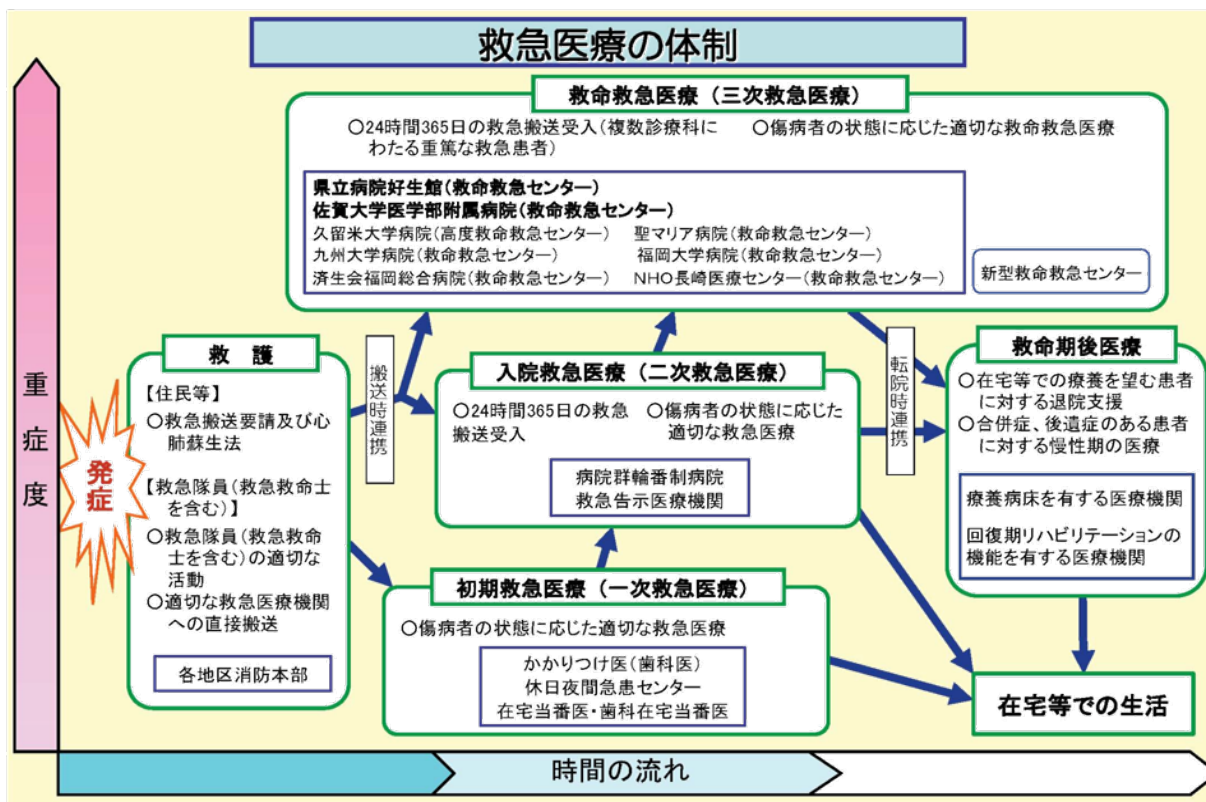 救急医療の体制
重症度
発症
救命救急医療（三次救急医療）
○24時間365日の救急搬送受入(複数診療科に
わたる重篤な救急患者)
○傷病者の状態に応じた適切な救命救急医療
県立病院好生館(救命救急センター)
佐賀大学医学部附属病院(救命救急センター)
久留米大学病院(高度救命救急センター)　聖マリア病院(救命救急センター)
九州大学病院(救命救急センター)　福岡大学病院(救命救急センター)
済生会福岡総合病院(救命救急センター)　NHO長崎医療センター(救命救急センター)
新型救命救急センター
救　護
【住民等】
○救急搬送要請及び心
肺蘇生法
【救急隊員(救急救命士
を含む)】
○救急隊員(救急救命
士を含む)の適切な
活動
○適切な救急医療機関
への直接搬送
各地区消防本部
搬送時連携
入院救急医療（二次救急医療）
○24時間365日の救急
搬送受入
○傷病者の状態に応じた
適切な救急医療
病院群輪番制病院
救急告示医療機関
初期救急医療（一次救急医療）
○傷病者の状態に応じた適切な救急医療
かかりつけ医(歯科医)
休日夜間急患センター
在宅当番医・歯科在宅当番医
転院時連携
救命期後医療
○在宅等での療養を望む患者
に対する退院支援
○合併症、後遺症のある患者
に対する慢性期の医療
療養病床を有する医療機関
回復期リハビリテーションの
機能を有する医療機関
在宅等での生活
時間の流れ